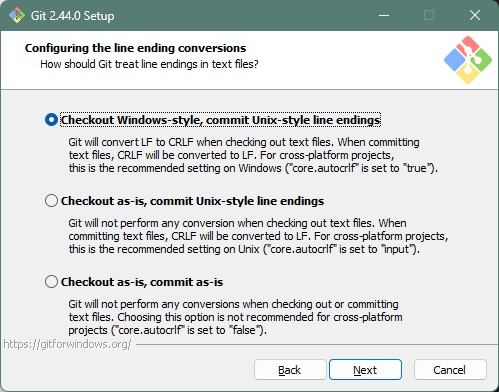 Git 2.44.0 Setup
Configuring the line ending conversions
How should Git treat line endings in text files?
Checkout Windows-style, commit Unix-style line endings
Git will convert LF to CRLF when checking out text files. When committing
text files, CRLF will be converted to LF. For cross-platform projects,
this is the recommended setting on Windows ("core.autocrlf" is set to "true").
Checkout as-is, commit Unix-style line endings
Git will not perform any conversion when checking out text files. When
committing text files, CRLF will be converted to LF. For cross-platform projects,
this is the recommended setting on Unix ("core.autocrlf" is set to "input").
Checkout as-is, commit as-is
Git will not perform any conversions when checking out or committing
text files. Choosing this option is not recommended for cross-platform
projects ("core.autocrlf" is set to "false").
https://gitforwindows.org/
Back
Next
Cancel